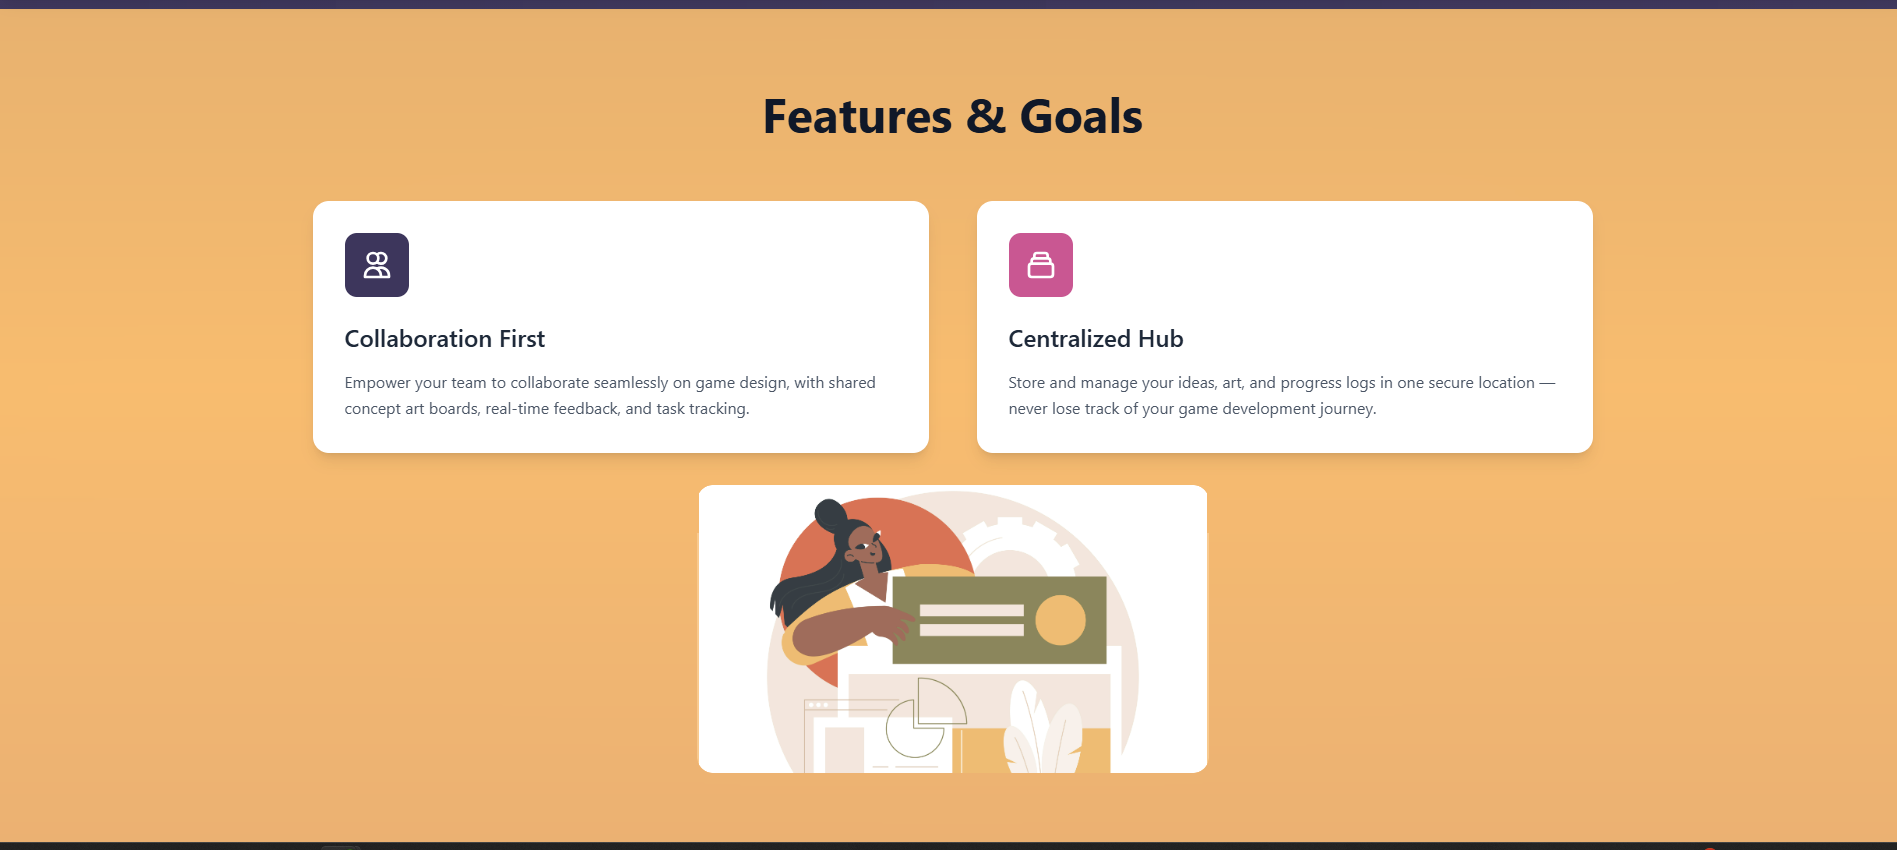 Features & Goals
Collaboration First
Empower your team to collaborate seamlessly on game design, with shared
concept art boards, real-time feedback, and task tracking.
Centralized Hub
Store and manage your ideas, art, and progress logs in one secure location —
never lose track of your game development journey.